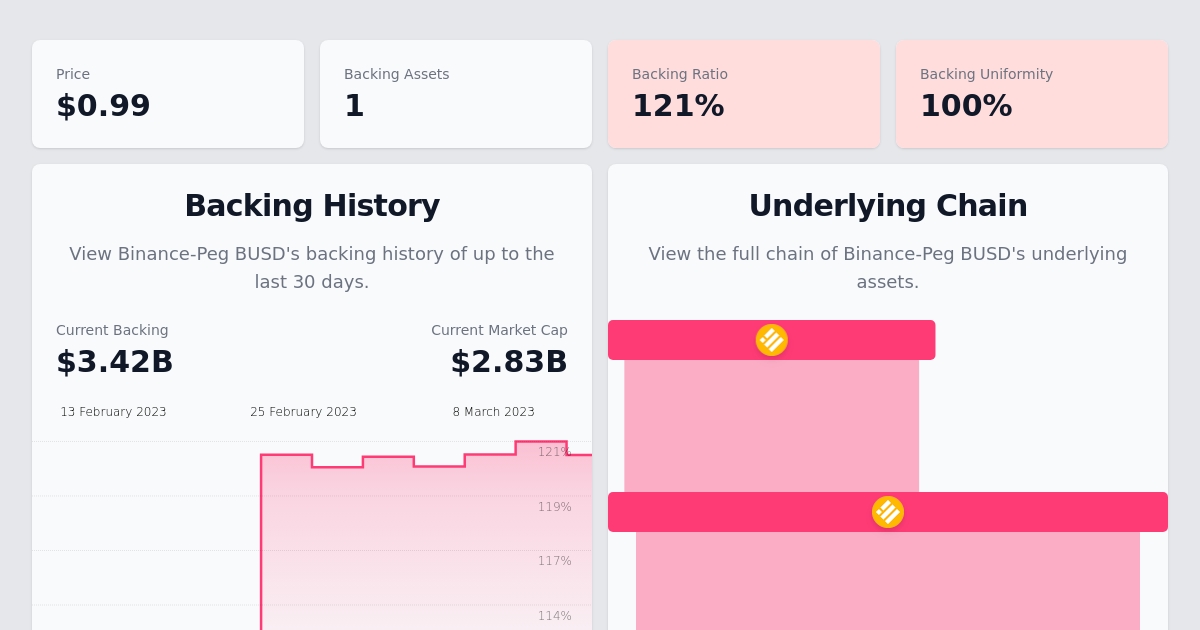 Price
$0.99
Backing Assets
1
Backing Ratio
121%
Backing Uniformity
100%
Backing History
View Binance-Peg BUSD's backing history of up to the
last 30 days.
Current Backing
$3.42B
Current Market Cap
$2.83B
13 February 2023
25 February 2023
8 March 2023
121%
119%
117%
114%
Underlying Chain
View the full chain of Binance-Peg BUSD's underlying
assets.